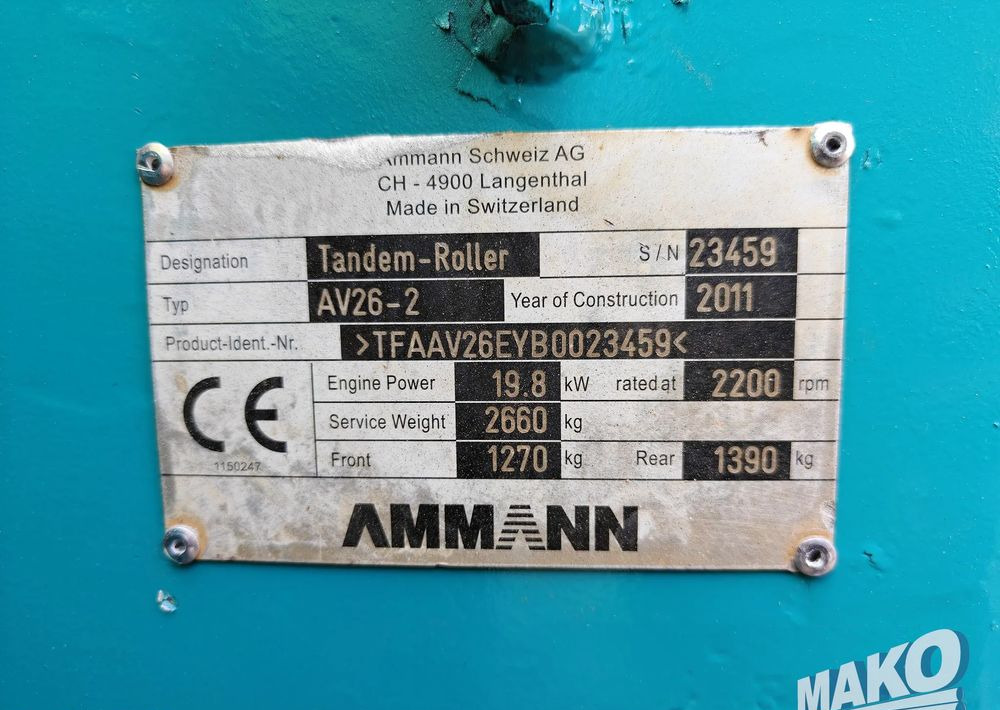 Ammann Schweiz AG
CH - 4900 Langenthal
Made in Switzerland
Designation Tandem-Roller S/N 23459
Typ AV26-2 Year of Construction 2011
Product-Ident.-Nr. >TFAAV26EYB0023459<
CE Engine Power 19.8 kW rated at 2200 rpm
Service Weight 2660 kg
1150247 Front 1270 kg Rear 1390 kg
AMMANN
MAKO